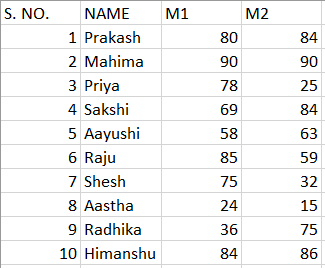 S. NO. NAME M1 M2
1 Prakash 80 84
2 Mahima 90 90
3 Priya 78 25
4 Sakshi 69 84
5 Aayushi 58 63
6 Raju 85 59
7 Shesh 75 32
8 Aastha 24 15
9 Radhika 36 75
10 Himanshu 84 86